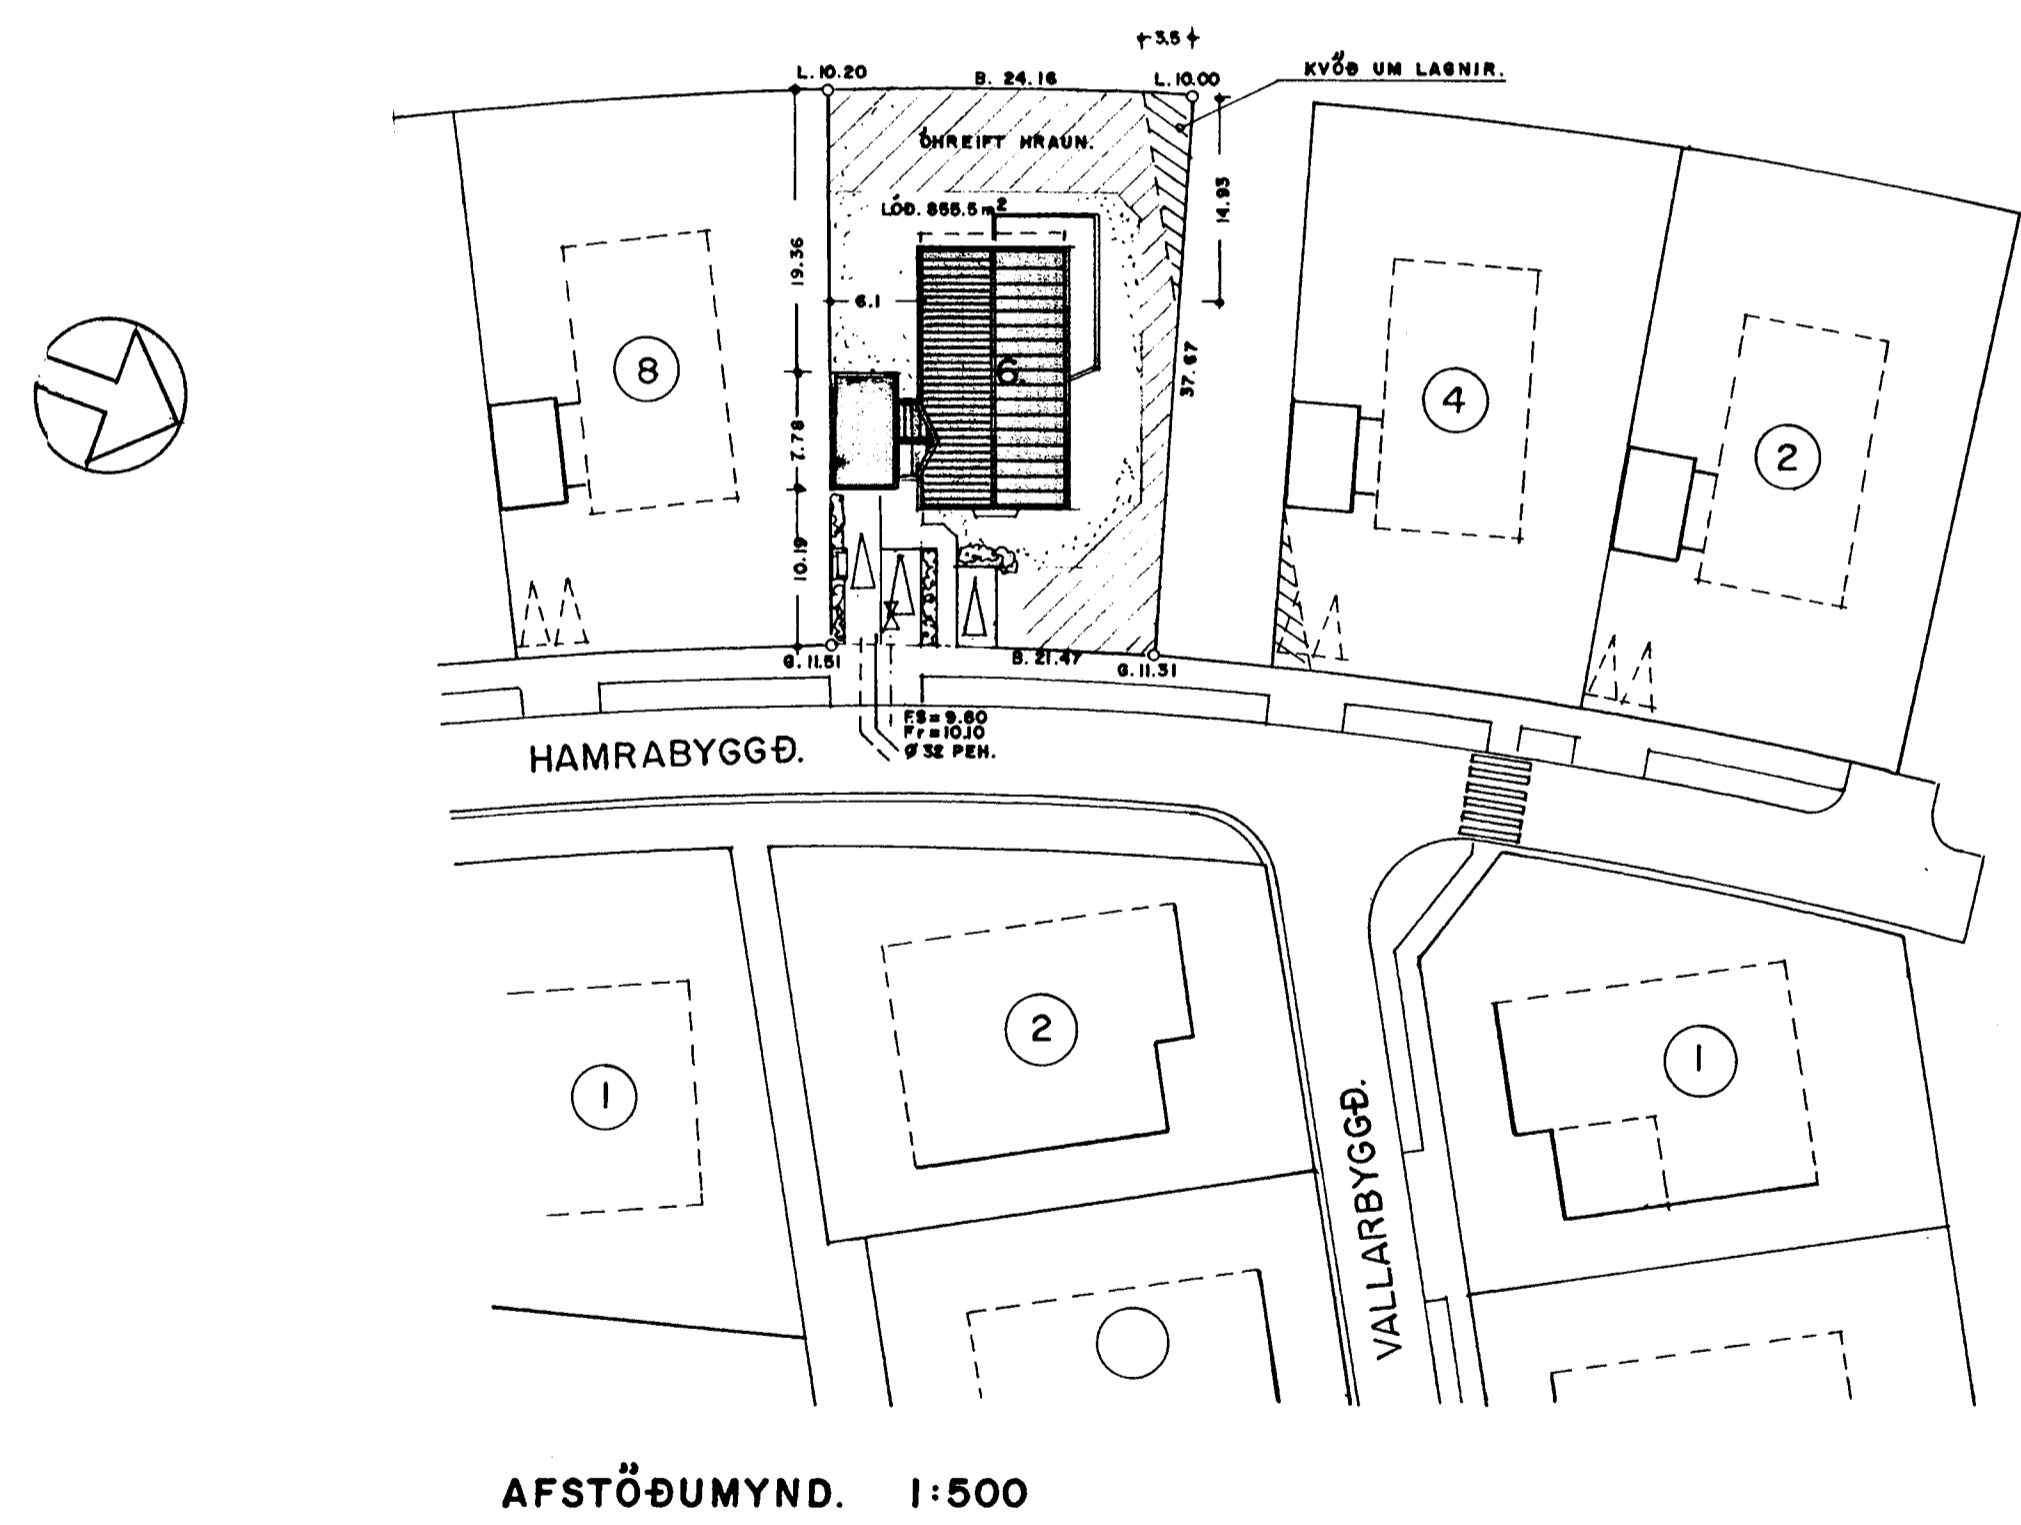 3.5
L. 10.20
B. 24.16
L. 10.00
KVÖÐ UM LAGNIR.
ÓHREIFT HRAUN.
LÓÐ. 855.5 m²
14.93
19.36
6.1
8
6.
37.67
4
2
7.78
10.19
G. 11.51
B. 21.47
G. 11.31
F.S = 9.60
Fr = 10.10
Ø 32 PEH.
HAMRABYGGÐ.
2
1
1
VALLARBYGGÐ.
AFSTÖÐUMYND. 1:500